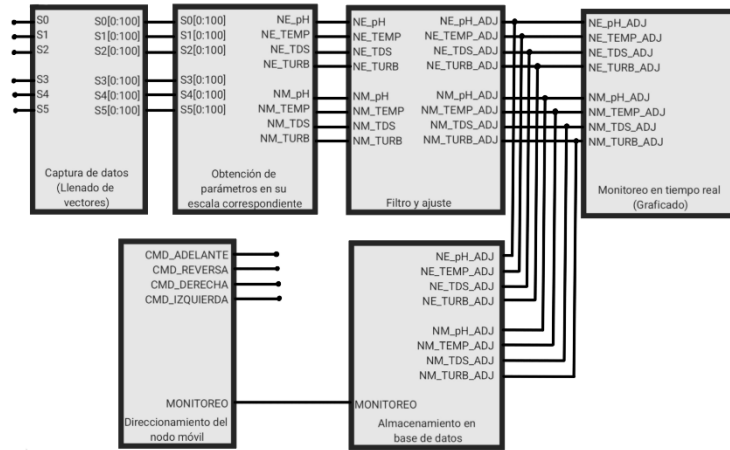 S0
S1
S2
S3
S4
S5
S0[0:100]
S1[0:100]
S2[0:100]
S3[0:100]
S4[0:100]
S5[0:100]
Captura de datos
(Llenado de
vectores)
S0[0:100]
S1[0:100]
S2[0:100]
S3[0:100]
S4[0:100]
S5[0:100]
NE_pH
NE_TEMP
NE_TDS
NE_TURB
NM_pH
NM_TEMP
NM_TDS
NM_TURB
Obtención de
parámetros en su
escala correspondiente
NE_pH
NE_TEMP
NE_TDS
NE_TURB
NM_pH
NM_TEMP
NM_TDS
NM_TURB
NE_pH_ADJ
NE_TEMP_ADJ
NE_TDS_ADJ
NE_TURB_ADJ
NM_pH_ADJ
NM_TEMP_ADJ
NM_TDS_ADJ
NM_TURB_ADJ
Filtro y ajuste
NE_pH_ADJ
NE_TEMP_ADJ
NE_TDS_ADJ
NE_TURB_ADJ
NM_pH_ADJ
NM_TEMP_ADJ
NM_TDS_ADJ
NM_TURB_ADJ
Monitoreo en tiempo real
(Graficado)
CMD_ADELANTE
CMD_REVERSA
CMD_DERECHA
CMD_IZQUIERDA
MONITOREO
Direccionamiento del
nodo móvil
NE_pH_ADJ
NE_TEMP_ADJ
NE_TDS_ADJ
NE_TURB_ADJ
NM_pH_ADJ
NM_TEMP_ADJ
NM_TDS_ADJ
NM_TURB_ADJ
MONITOREO
Almacenamiento en
base de datos